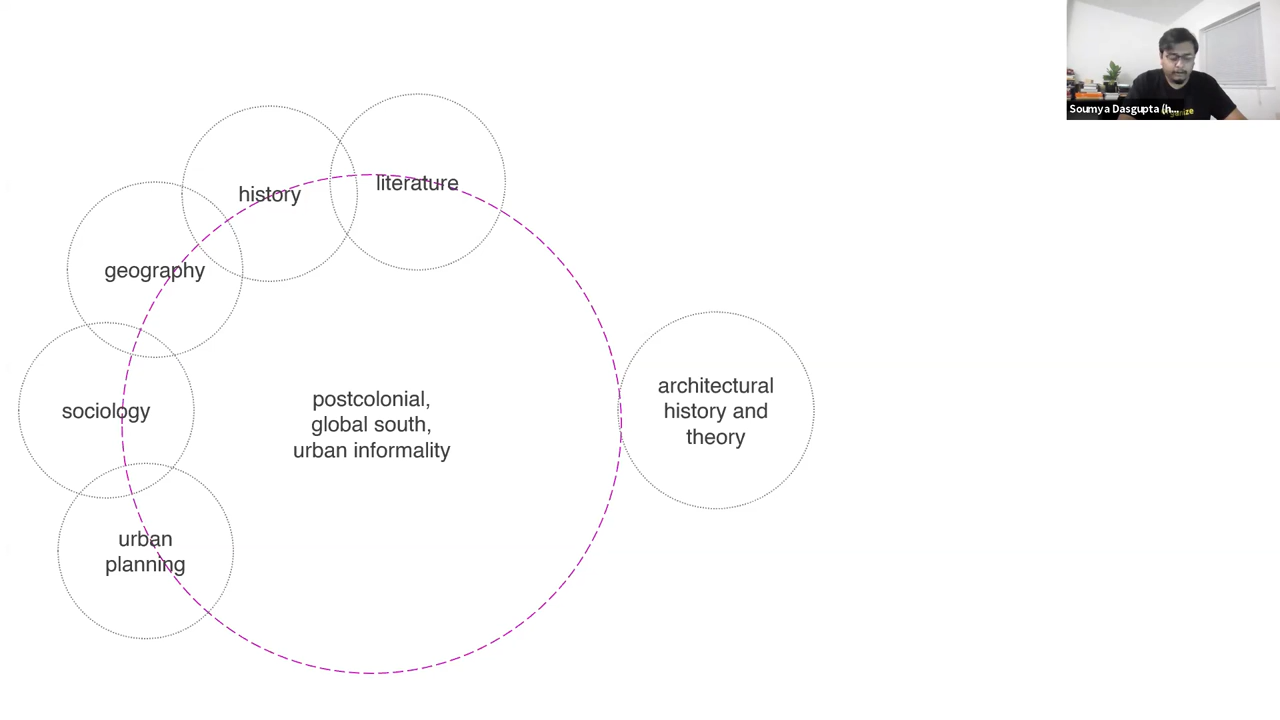 Soumya Dasgupta (h...
literature
history
geography
sociology
urban
planning
postcolonial,
global south,
urban informality
architectural
history and
theory